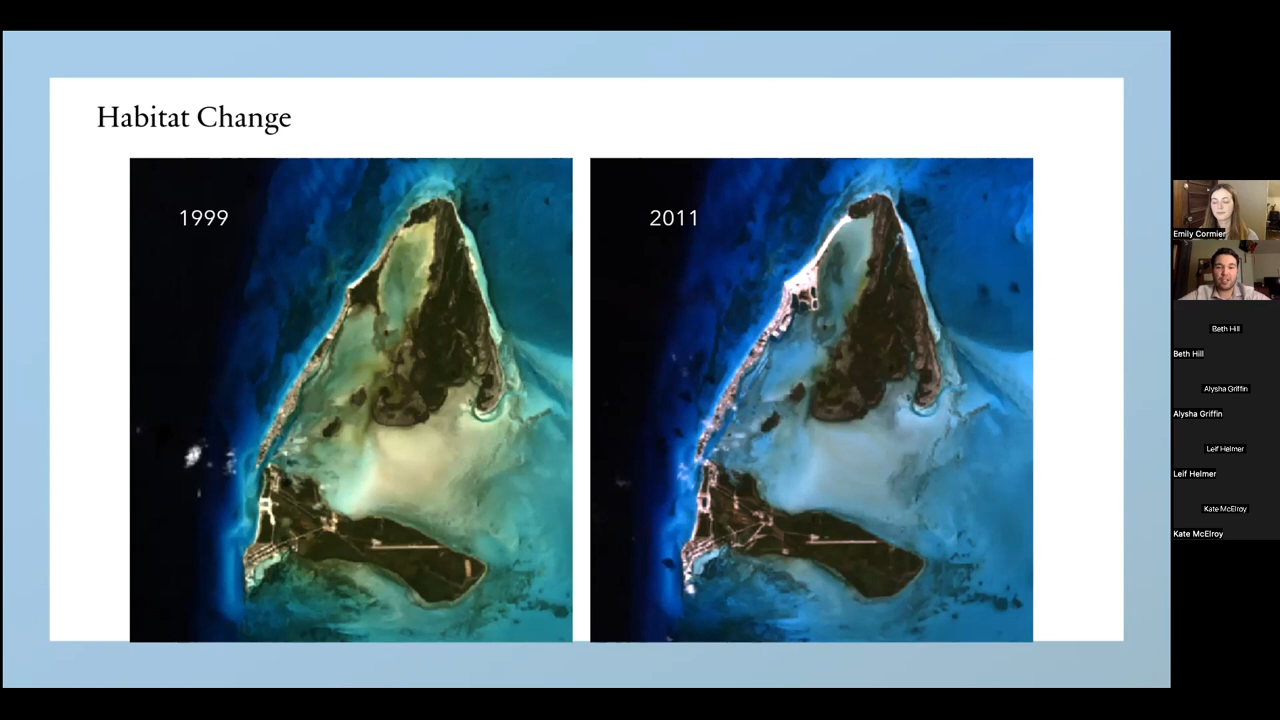 Habitat Change
1999
2011
Emily Cormier
Beth Hill
Beth Hill
Alysha Griffin
Alysha Griffin
Leif Helmer
Leif Helmer
Kate McElroy
Kate McElroy